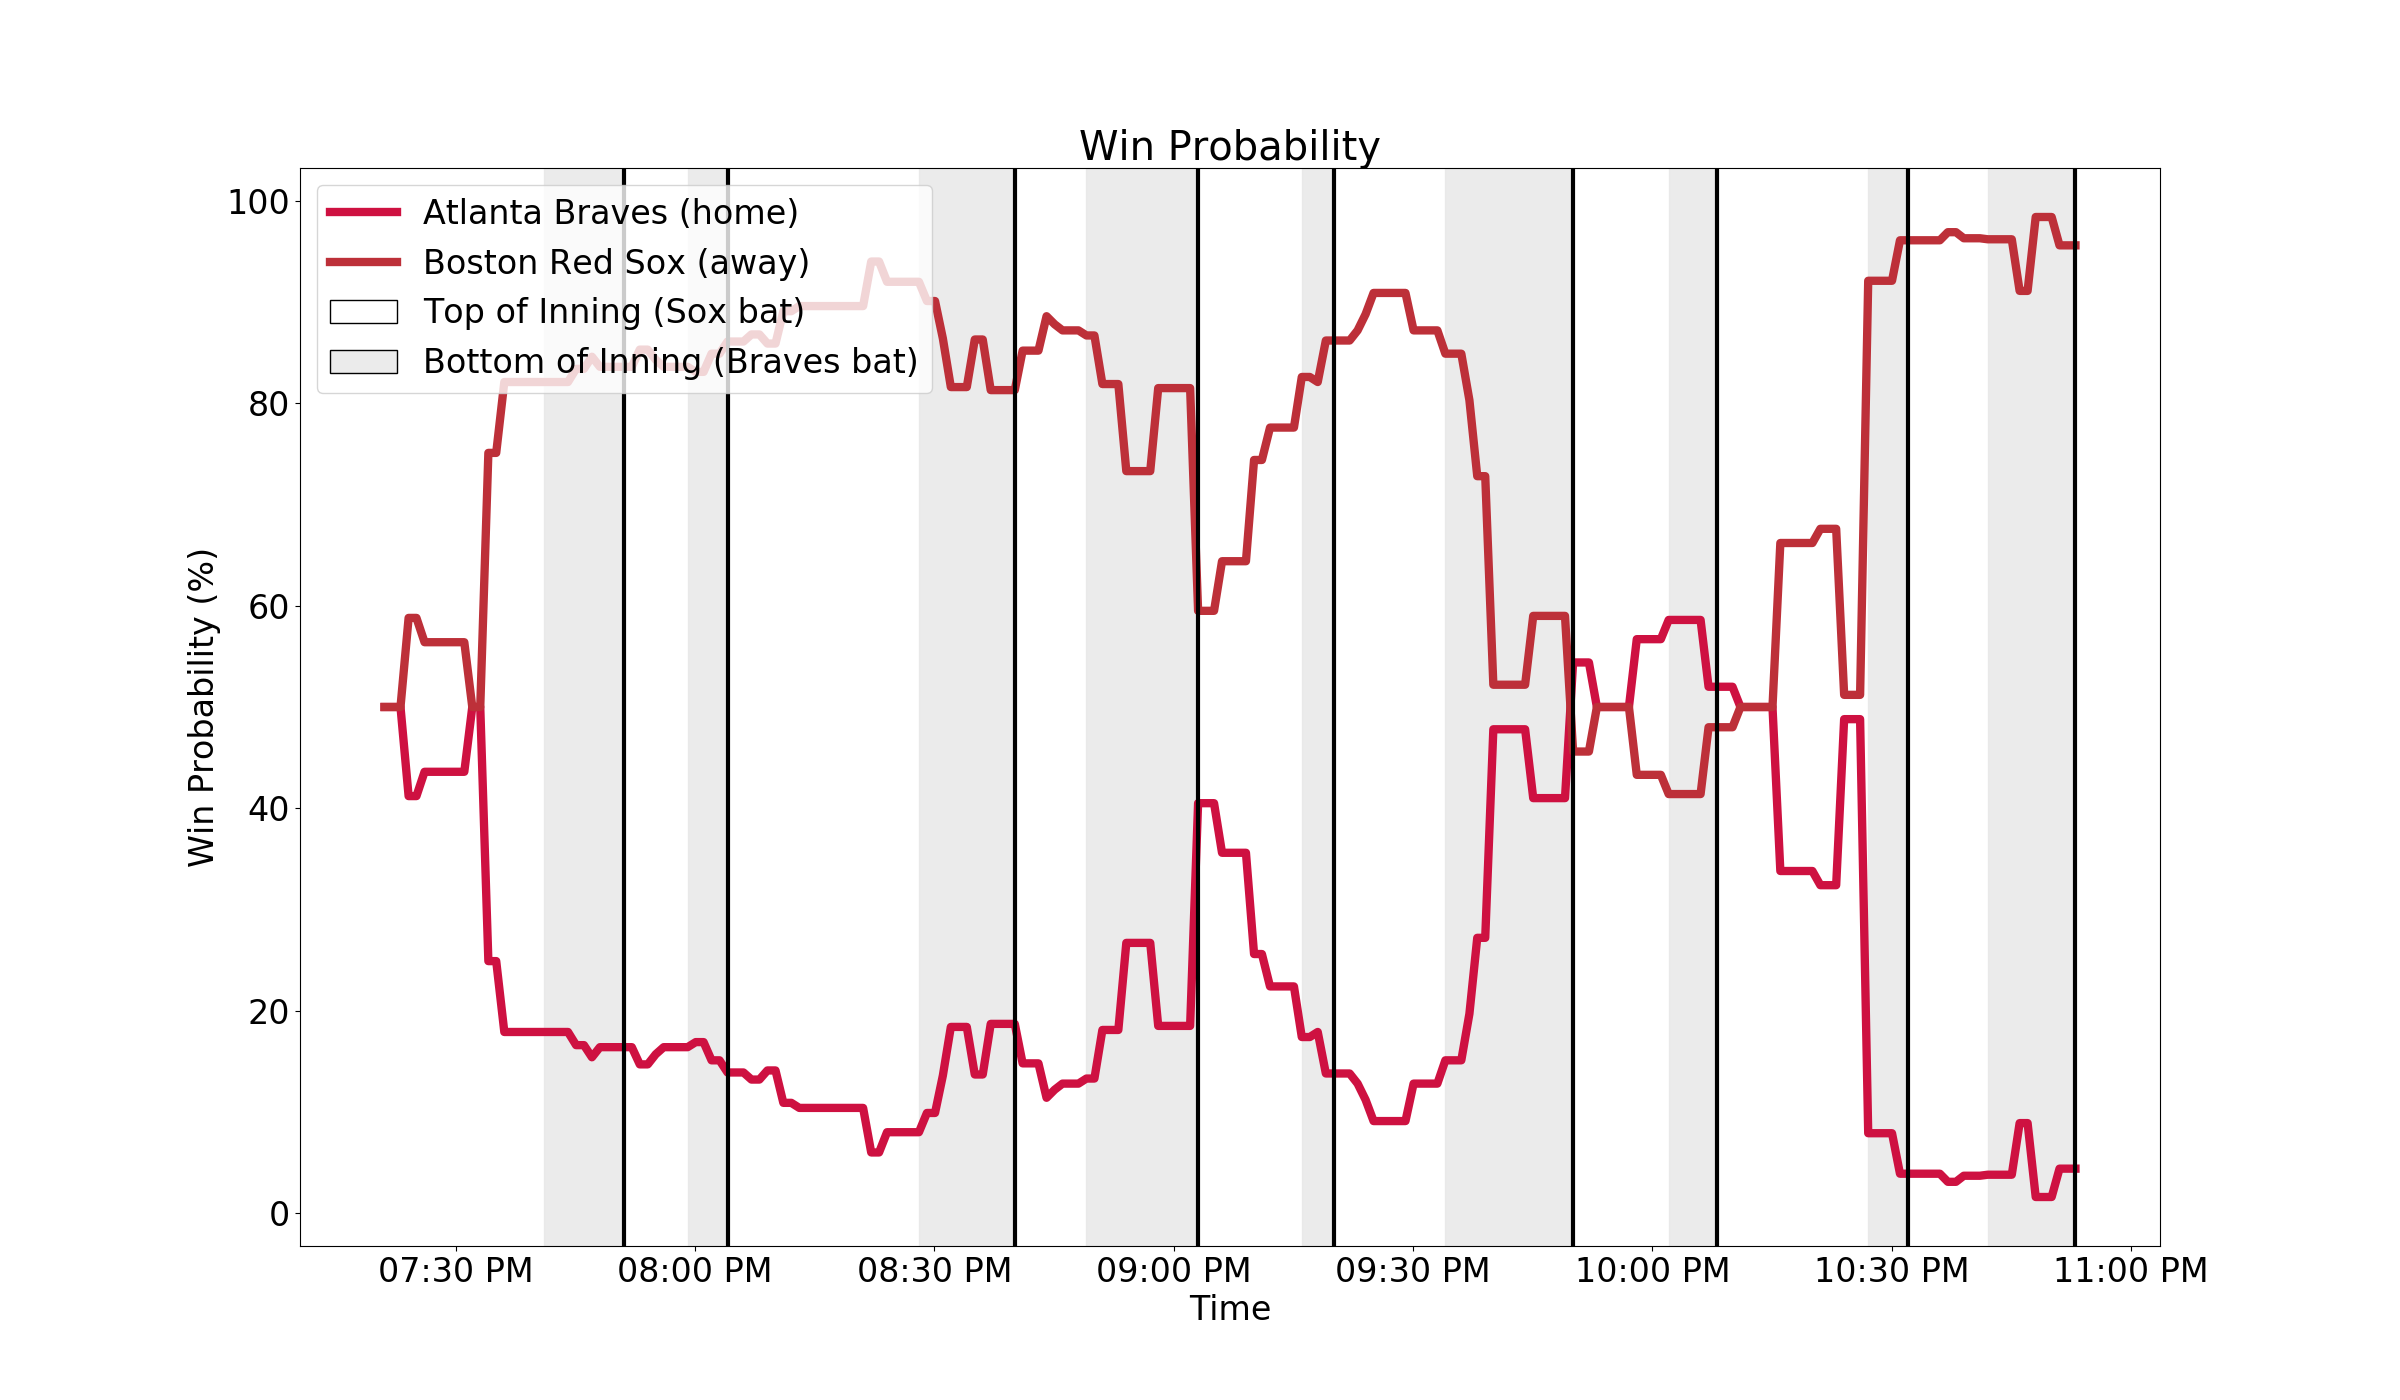 Win Probability
100
80
60
40
20
0
Win Probability (%)
Atlanta Braves (home)
Boston Red Sox (away)
Top of Inning (Sox bat)
Bottom of Inning (Braves bat)
07:30 PM 08:00 PM 08:30 PM 09:00 PM 09:30 PM 10:00 PM 10:30 PM 11:00 PM
Time